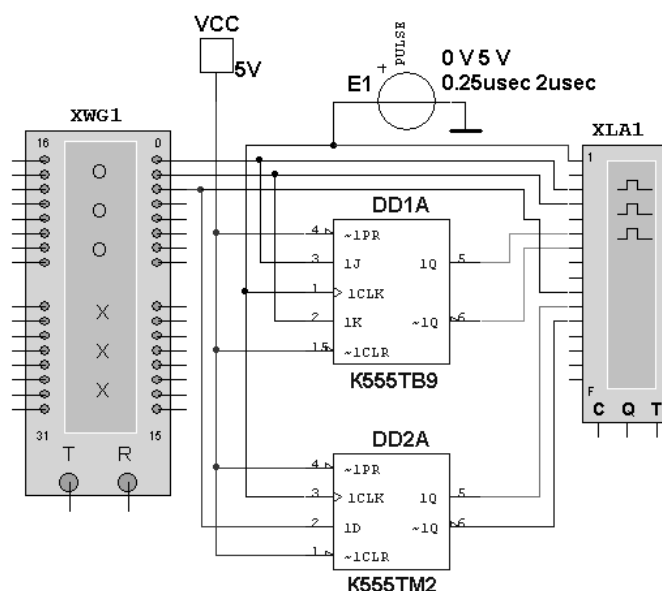 VCC
5V
PULSE
+
E1
0 V 5 V
0.25usec 2usec
XWG1
16
0
O
O
O
X
X
X
31
15
T
R
XLA1
1
F
C
Q
T
DD1A
4
~1PR
3
1J
1Q
5
1
1CLK
2
1K
~1Q
6
15
~1CLR
K555TB9
DD2A
4
~1PR
3
1CLK
1Q
5
2
1D
~1Q
6
1
~1CLR
K555TM2